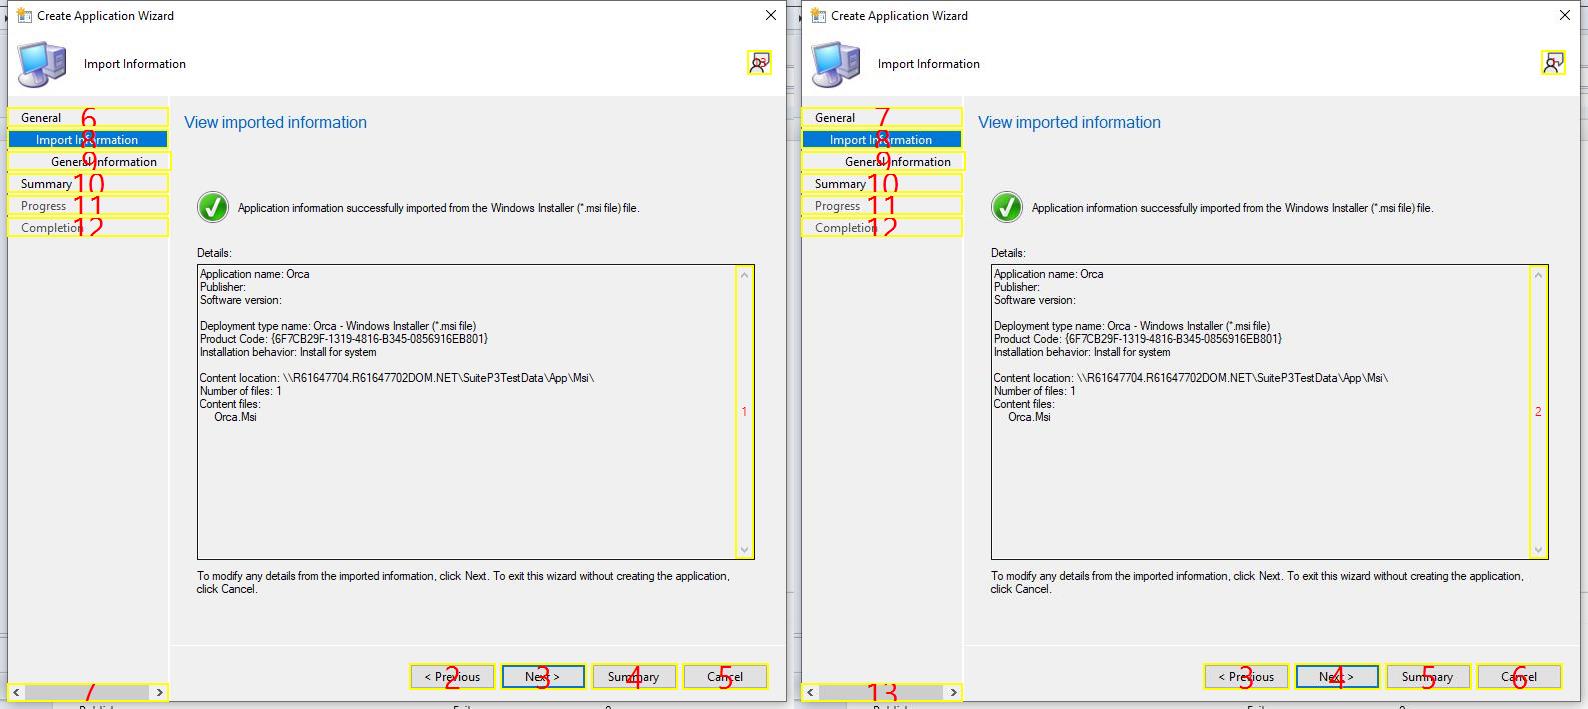 Create Application Wizard
Import Information
13
General 6
Import Information 8
General Information 9
Summary 10
Progress 11
Completion 12
7
View imported information
Application information successfully imported from the Windows Installer (*.msi file) file.
Details:
Application name: Orca
Publisher:
Software version:
Deployment type name: Orca - Windows Installer (*.msi file)
Product Code: {6F7CB29F-1319-4816-B345-0856916EB801}
Installation behavior: Install for system
Content location: \\R61647704.R61647702DOM.NET\SuiteP3TestData\App\Msi\
Number of files: 1
Content files:
Orca.Msi
1
To modify any details from the imported information, click Next. To exit this wizard without creating the application,
click Cancel.
< Previous 2
Next > 3
Summary 4
Cancel 5
Create Application Wizard
Import Information
General 7
Import Information 8
General Information 9
Summary 10
Progress 11
Completion 12
13
View imported information
Application information successfully imported from the Windows Installer (*.msi file) file.
Details:
Application name: Orca
Publisher:
Software version:
Deployment type name: Orca - Windows Installer (*.msi file)
Product Code: {6F7CB29F-1319-4816-B345-0856916EB801}
Installation behavior: Install for system
Content location: \\R61647704.R61647702DOM.NET\SuiteP3TestData\App\Msi\
Number of files: 1
Content files:
Orca.Msi
2
To modify any details from the imported information, click Next. To exit this wizard without creating the application,
click Cancel.
< Previous 3
Next > 4
Summary 5
Cancel 6